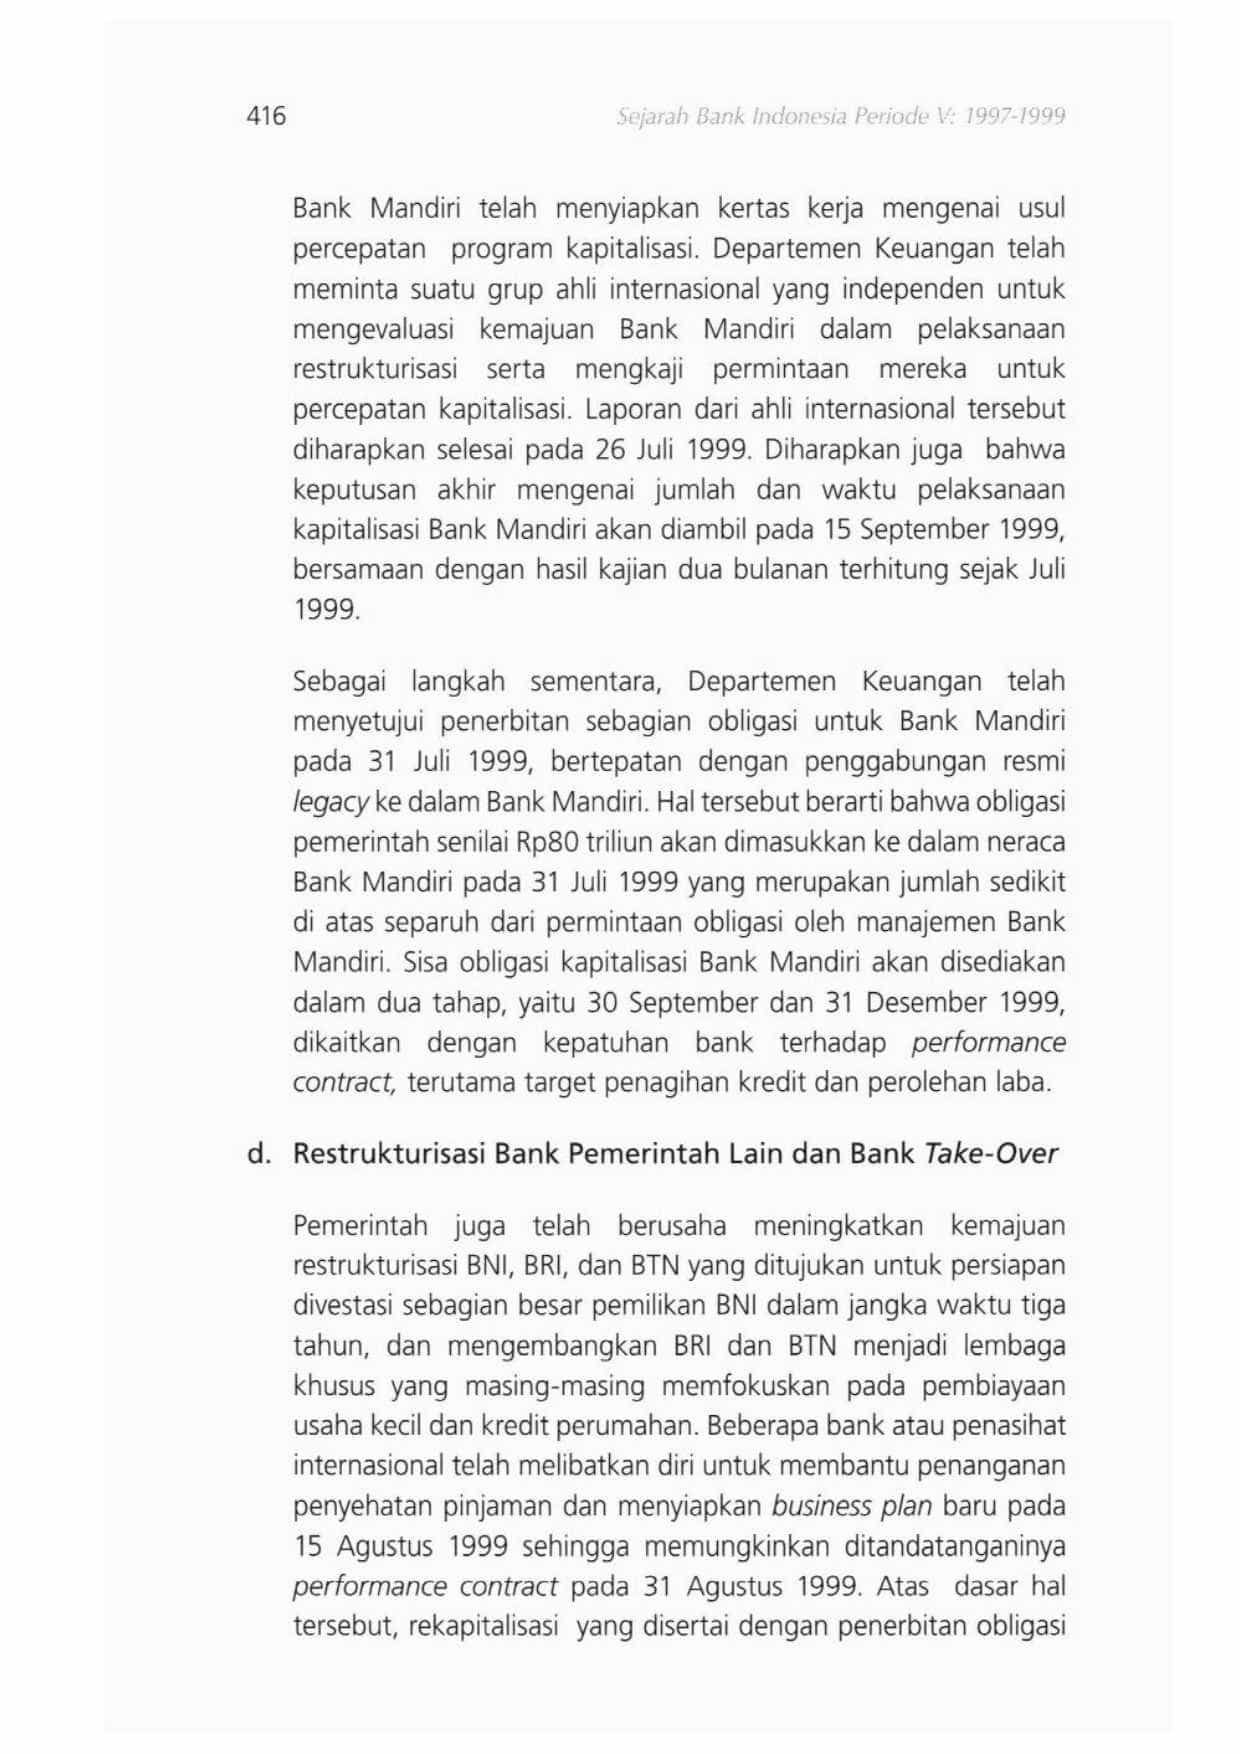 416
Sejarah Bank Indonesia Periode V: 1997-1999
Bank Mandiri telah menyiapkan kertas kerja mengenai usul
percepatan program kapitalisasi. Departemen Keuangan telah
meminta suatu grup ahli internasional yang independen untuk
mengevaluasi kemajuan Bank Mandiri dalam pelaksanaan
restrukturisasi serta mengkaji permintaan mereka untuk
percepatan kapitalisasi. Laporan dari ahli internasional tersebut
diharapkan selesai pada 26 Juli 1999. Diharapkan juga bahwa
keputusan akhir mengenai jumlah dan waktu pelaksanaan
kapitalisasi Bank Mandiri akan diambil pada 15 September 1999,
bersamaan dengan hasil kajian dua bulanan terhitung sejak Juli
1999.
Sebagai langkah sementara, Departemen Keuangan telah
menyetujui penerbitan sebagian obligasi untuk Bank Mandiri
pada 31 Juli 1999, bertepatan dengan penggabungan resmi
legacy ke dalam Bank Mandiri. Hal tersebut berarti bahwa obligasi
pemerintah senilai Rp80 triliun akan dimasukkan ke dalam neraca
Bank Mandiri pada 31 Juli 1999 yang merupakan jumlah sedikit
di atas separuh dari permintaan obligasi oleh manajemen Bank
Mandiri. Sisa obligasi kapitalisasi Bank Mandiri akan disediakan
dalam dua tahap, yaitu 30 September dan 31 Desember 1999,
dikaitkan dengan kepatuhan bank terhadap performance
contract, terutama target penagihan kredit dan perolehan laba.
d. Restrukturisasi Bank Pemerintah Lain dan Bank Take-Over
Pemerintah juga telah berusaha meningkatkan kemajuan
restrukturisasi BNI, BRI, dan BTN yang ditujukan untuk persiapan
divestasi sebagian besar pemilikan BNI dalam jangka waktu tiga
tahun, dan mengembangkan BRI dan BTN menjadi lembaga
khusus yang masing-masing memfokuskan pada pembiayaan
usaha kecil dan kredit perumahan. Beberapa bank atau penasihat
internasional telah melibatkan diri untuk membantu penanganan
penyehatan pinjaman dan menyiapkan business plan baru pada
15 Agustus 1999 sehingga memungkinkan ditandatanganinya
performance contract pada 31 Agustus 1999. Atas dasar hal
tersebut, rekapitalisasi yang disertai dengan penerbitan obligasi